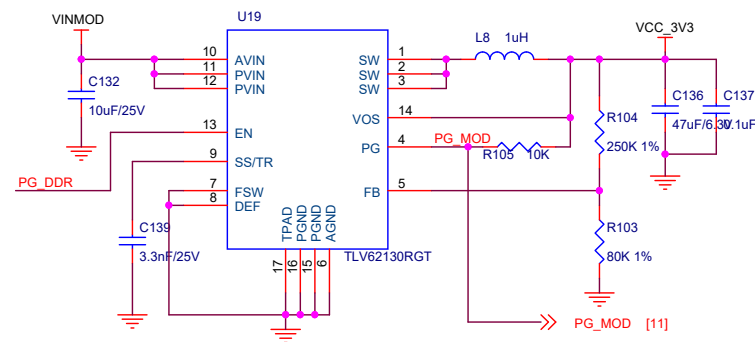 VINMOD
U19
L8 1uH
VCC_3V3
10 AVIN
11 PVIN
12 PVIN
SW 1
SW 2
SW 3
C132
10uF/25V
C136
47uF/6.3V
C137
0.1uF
13 EN
VOS 14
R104
250K 1%
9 SS/TR
PG 4
PG_MOD
R105 10K
PG_DDR
7 FSW
8 DEF
FB 5
C139
3.3nF/25V
TPAD
PGND
PGND
AGND
17
16
15
6
TLV62130RGT
R103
80K 1%
PG_MOD [11]